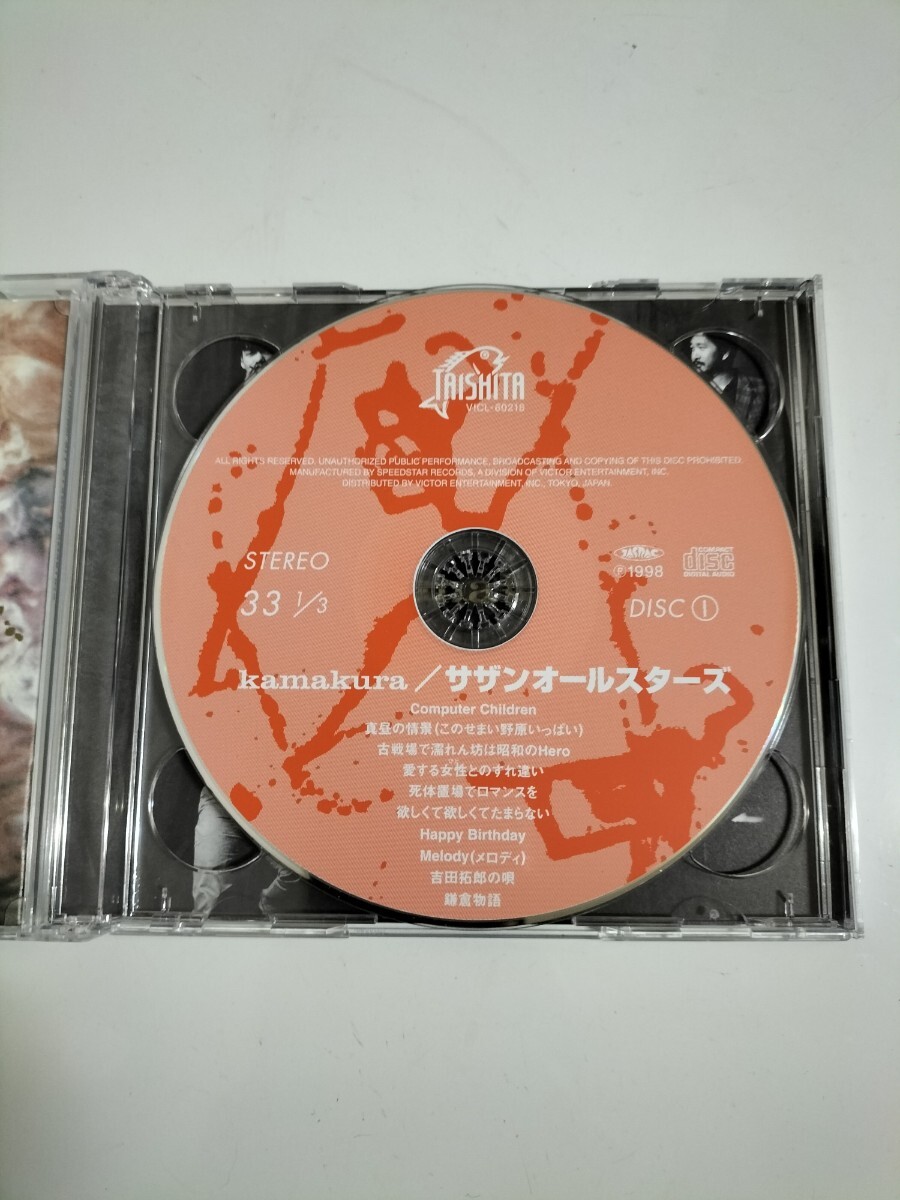 TAISHITA
VICL-60216
ALL RIGHTS RESERVED. UNAUTHORIZED PUBLIC PERFORMANCE, BROADCASTING AND COPYING OF THIS DISC PROHIBITED.
MANUFACTURED BY SPEEDSTAR RECORDS, A DIVISION OF VICTOR ENTERTAINMENT, INC.
DISTRIBUTED BY VICTOR ENTERTAINMENT, INC., TOKYO, JAPAN.
STEREO
33 1/3
JASRAC
COMPACT
disc
DIGITAL AUDIO
℗1998
DISC ①
kamakura／サザンオールスターズ
Computer Children
真昼の情景(このせまい野原いっぱい)
古戦場で濡れん坊は昭和のHero
愛する女性とのすれ違い
死体置場でロマンスを
欲しくて欲しくてたまらない
Happy Birthday
Melody(メロディ)
吉田拓郎の唄
鎌倉物語